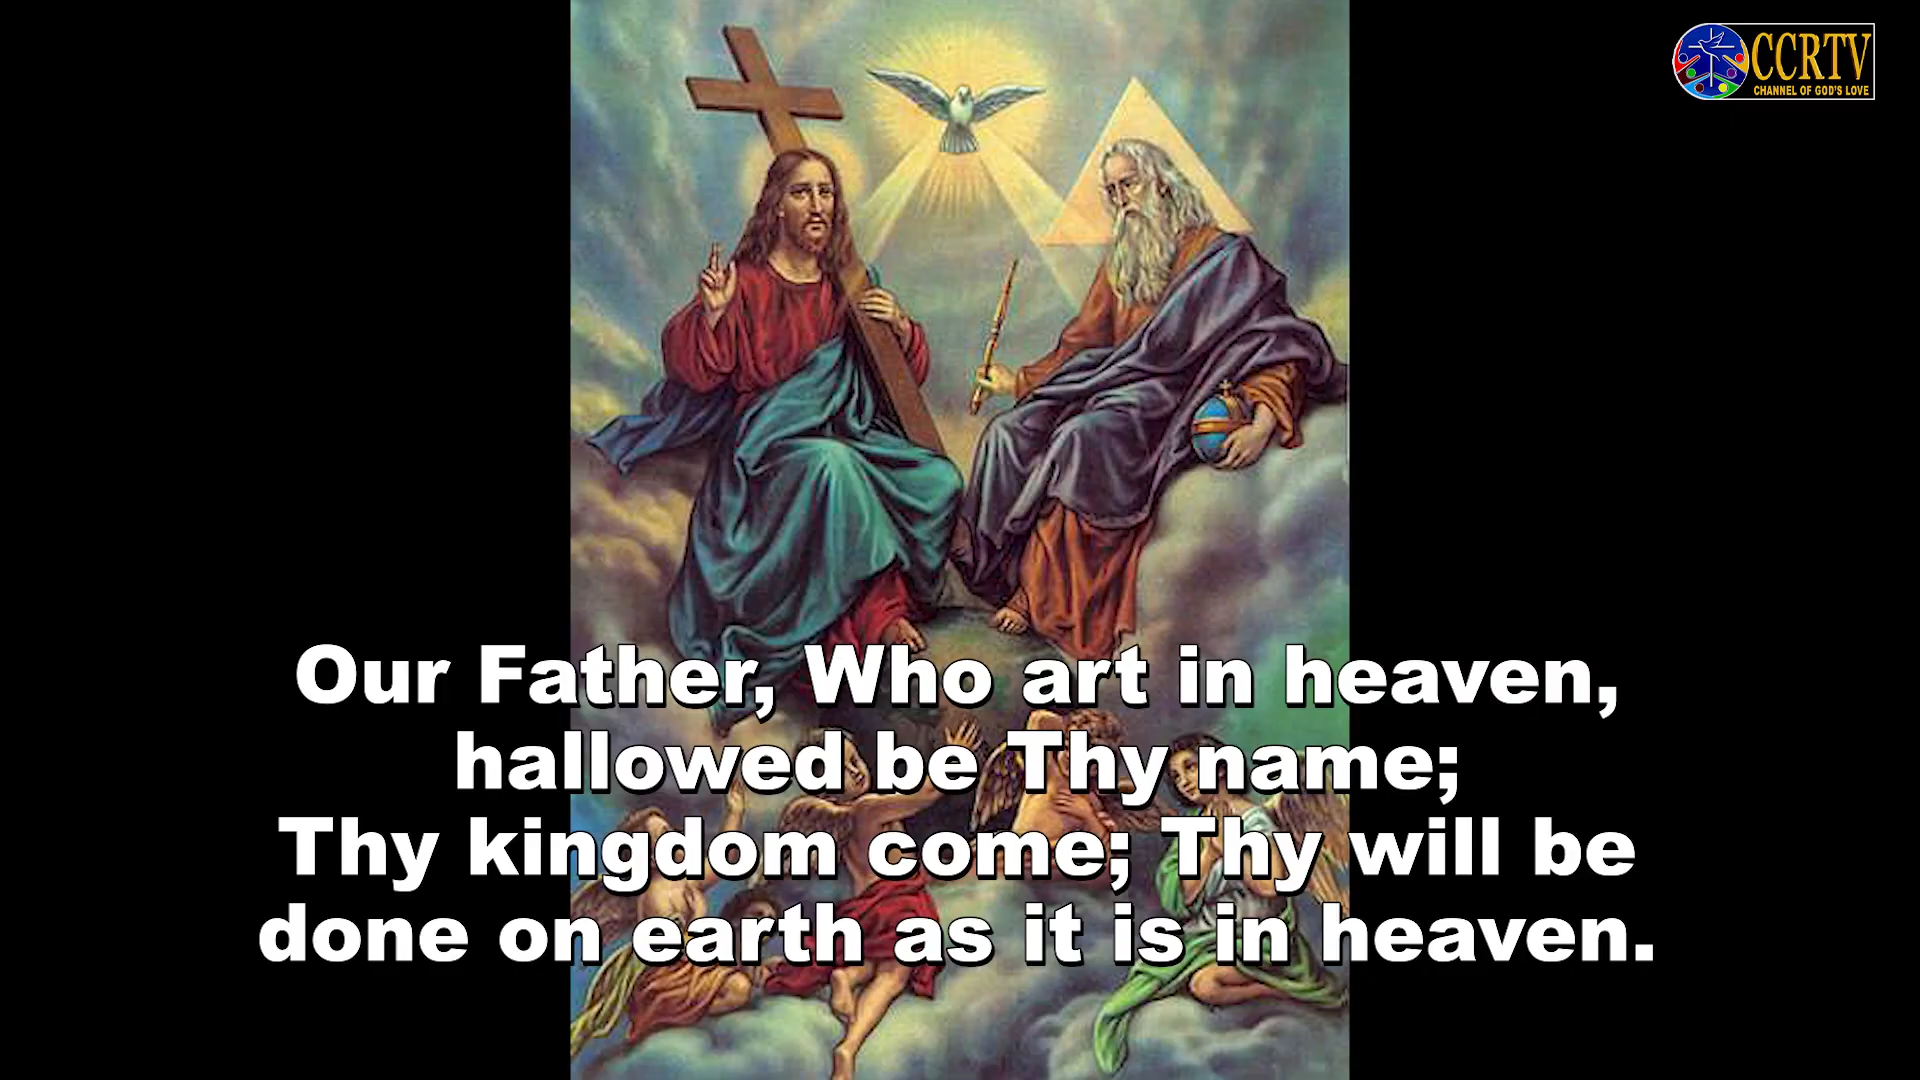 CCRTV
CHANNEL OF GOD'S LOVE
Our Father, Who art in heaven,
hallowed be Thy name;
Thy kingdom come; Thy will be
done on earth as it is in heaven.